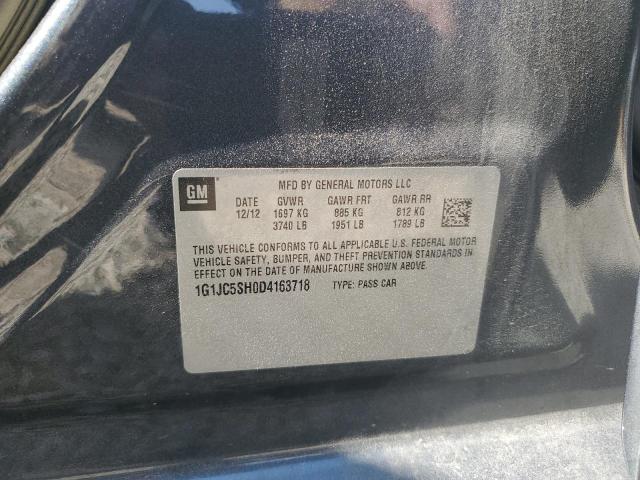 GM
MFD BY GENERAL MOTORS LLC
DATE GVWR GAWR FRT GAWR RR
12/12 1697 KG 885 KG 812 KG
3740 LB 1951 LB 1789 LB
THIS VEHICLE CONFORMS TO ALL APPLICABLE U.S. FEDERAL MOTOR
VEHICLE SAFETY, BUMPER, AND THEFT PREVENTION STANDARDS IN
EFFECT ON THE DATE OF MANUFACTURE SHOWN ABOVE.
1G1JC5SH0D4163718 TYPE: PASS CAR